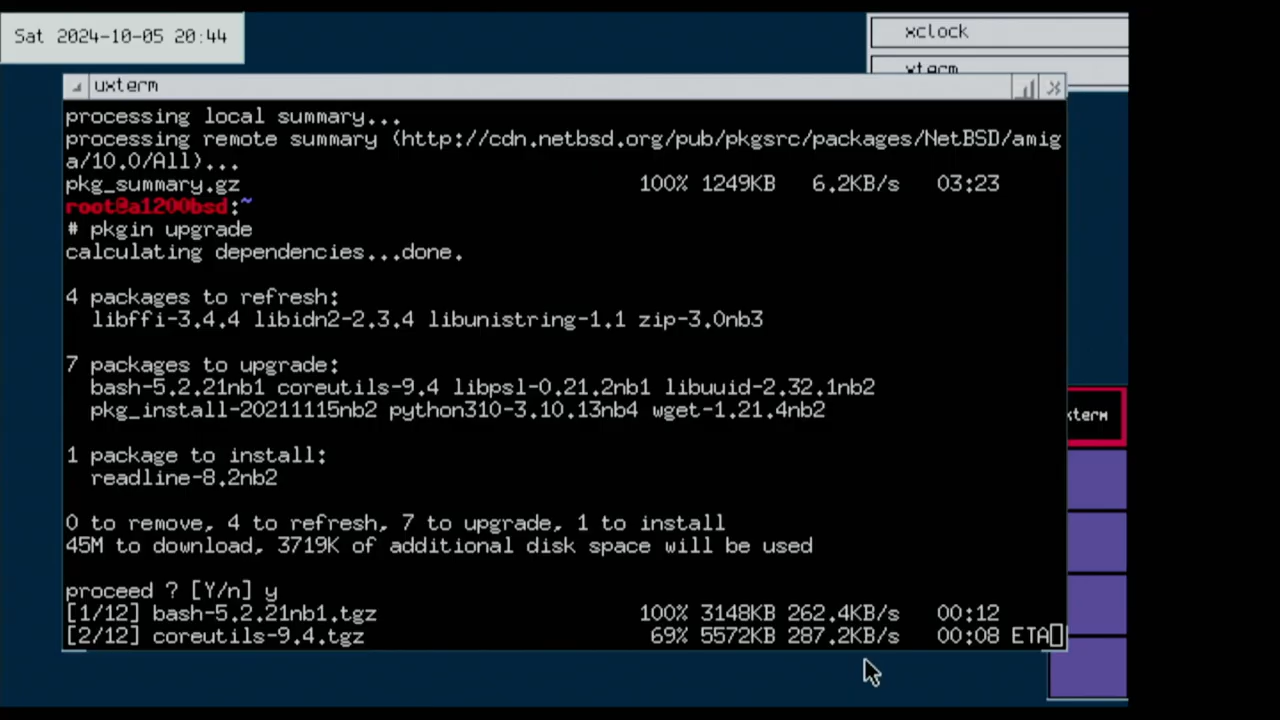 Sat 2024-10-05 20:44
xclock
xterm
uxterm
processing local summary...
processing remote summary (http://cdn.netbsd.org/pub/pkgsrc/packages/NetBSD/amig
a/10.0/All)...
pkg_summary.gz 100% 1249KB 6.2KB/s 03:23
root@a1200bsd:~
# pkgin upgrade
calculating dependencies...done.
4 packages to refresh:
libffi-3.4.4 libidn2-2.3.4 libunistring-1.1 zip-3.0nb3
7 packages to upgrade:
bash-5.2.21nb1 coreutils-9.4 libpsl-0.21.2nb1 libuuid-2.32.1nb2
pkg_install-20211115nb2 python310-3.10.13nb4 wget-1.21.4nb2
xterm
1 package to install:
readline-8.2nb2
0 to remove, 4 to refresh, 7 to upgrade, 1 to install
45M to download, 3719K of additional disk space will be used
proceed ? [Y/n] y
[1/12] bash-5.2.21nb1.tgz 100% 3148KB 262.4KB/s 00:12
[2/12] coreutils-9.4.tgz 69% 5572KB 287.2KB/s 00:08 ETA